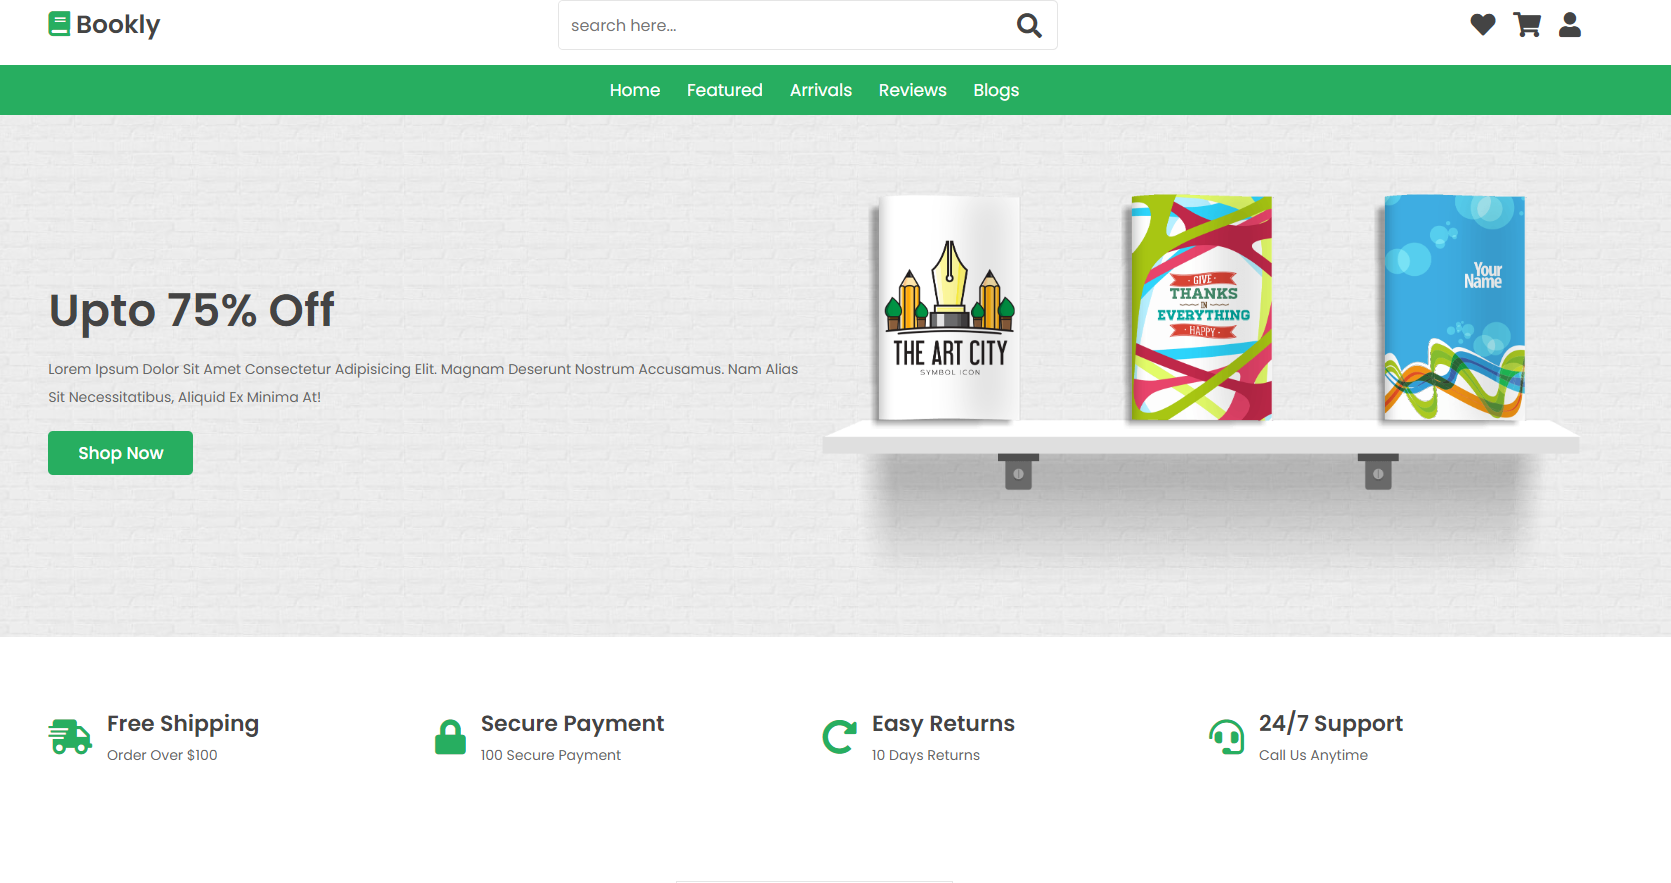 Bookly
search here...
Home Featured Arrivals Reviews Blogs
Upto 75% Off
Lorem Ipsum Dolor Sit Amet Consectetur Adipisicing Elit. Magnam Deserunt Nostrum Accusamus. Nam Alias
Sit Necessitatibus, Aliquid Ex Minima At!
Shop Now
THE ART CITY
SYMBOL ICON
· GIVE ·
THANKS
IN
EVERYTHING
· HAPPY ·
Your
Name
Free Shipping
Order Over $100
Secure Payment
100 Secure Payment
Easy Returns
10 Days Returns
24/7 Support
Call Us Anytime